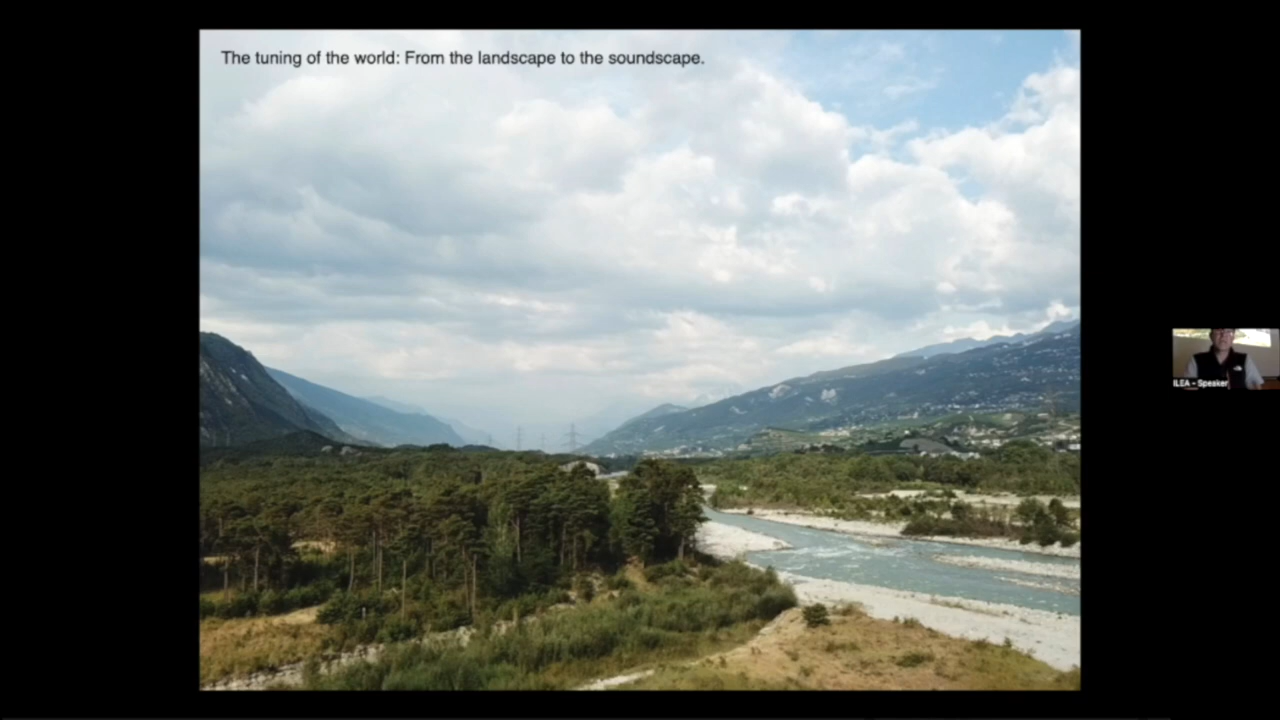 The tuning of the world: From the landscape to the soundscape.
ILEA - Speaker